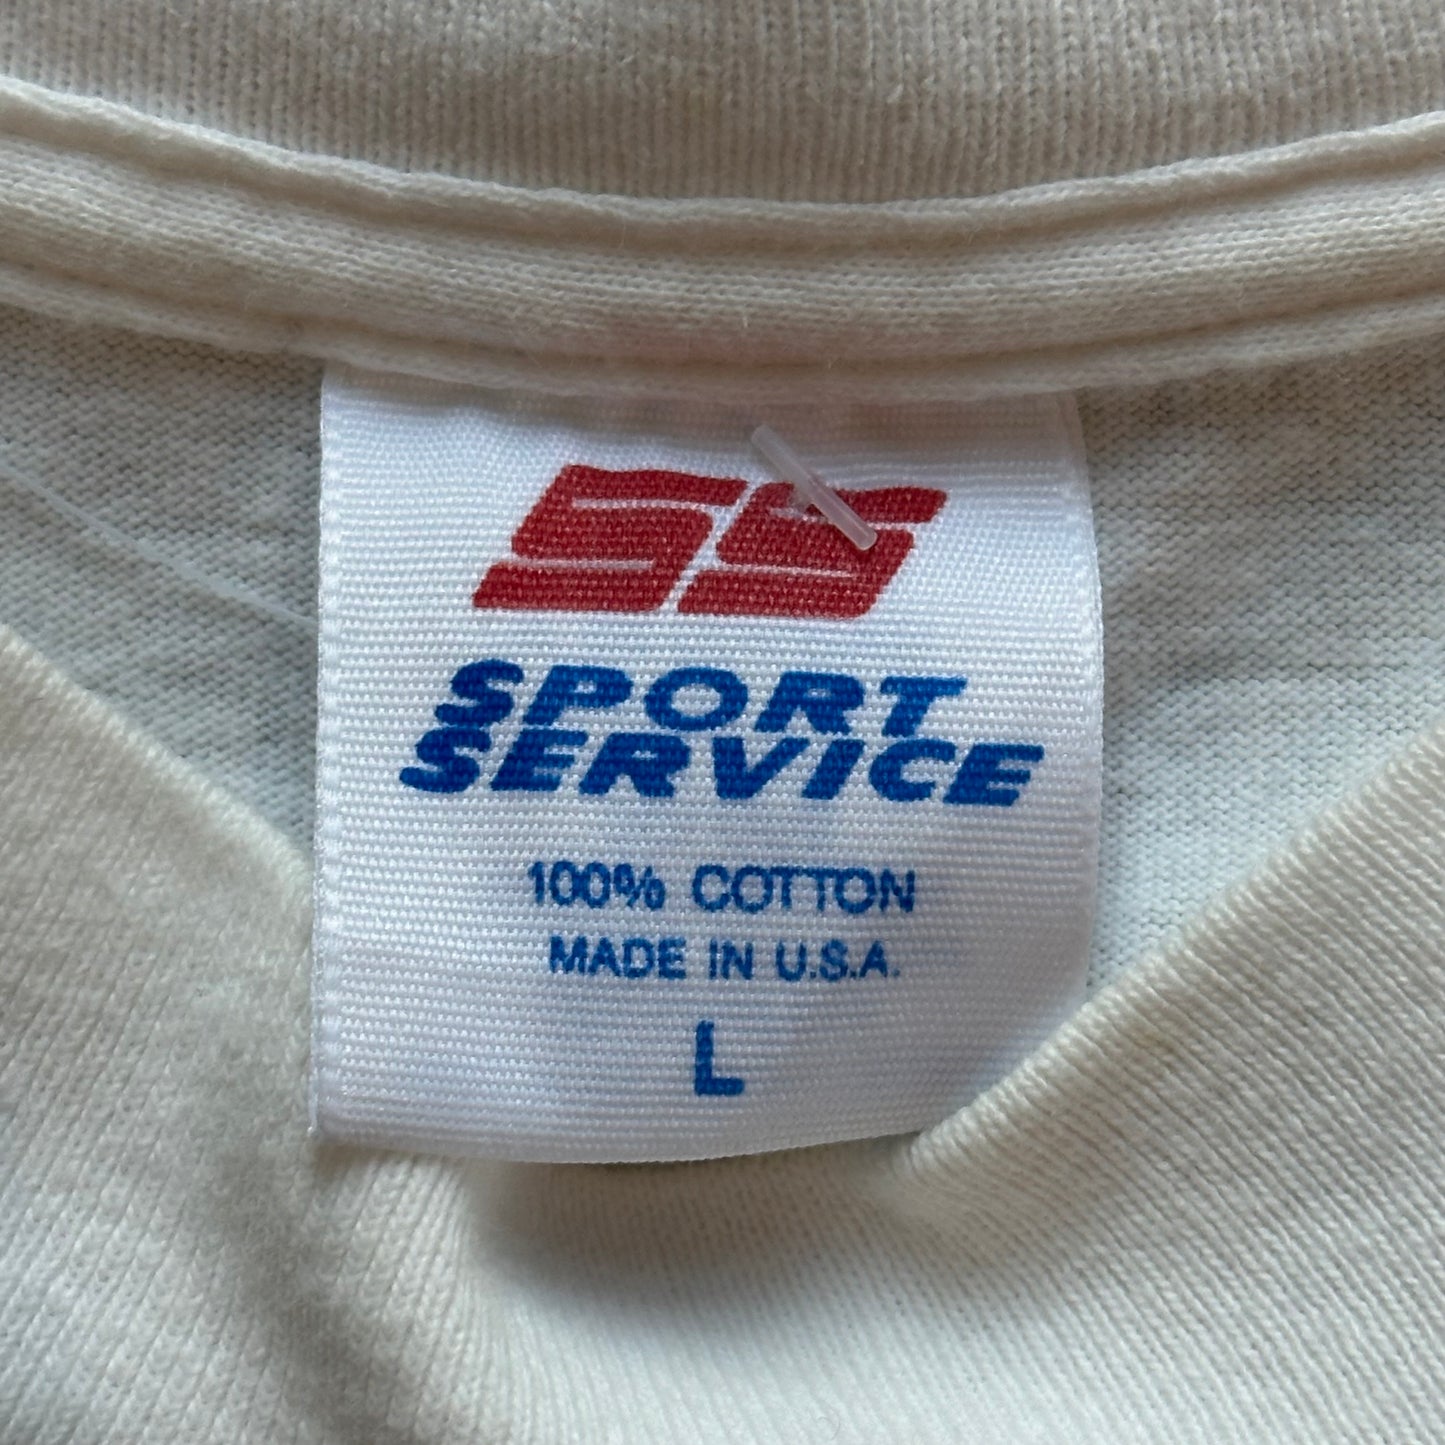 SS
SPORT
SERVICE
100% COTTON
MADE IN U.S.A.
L